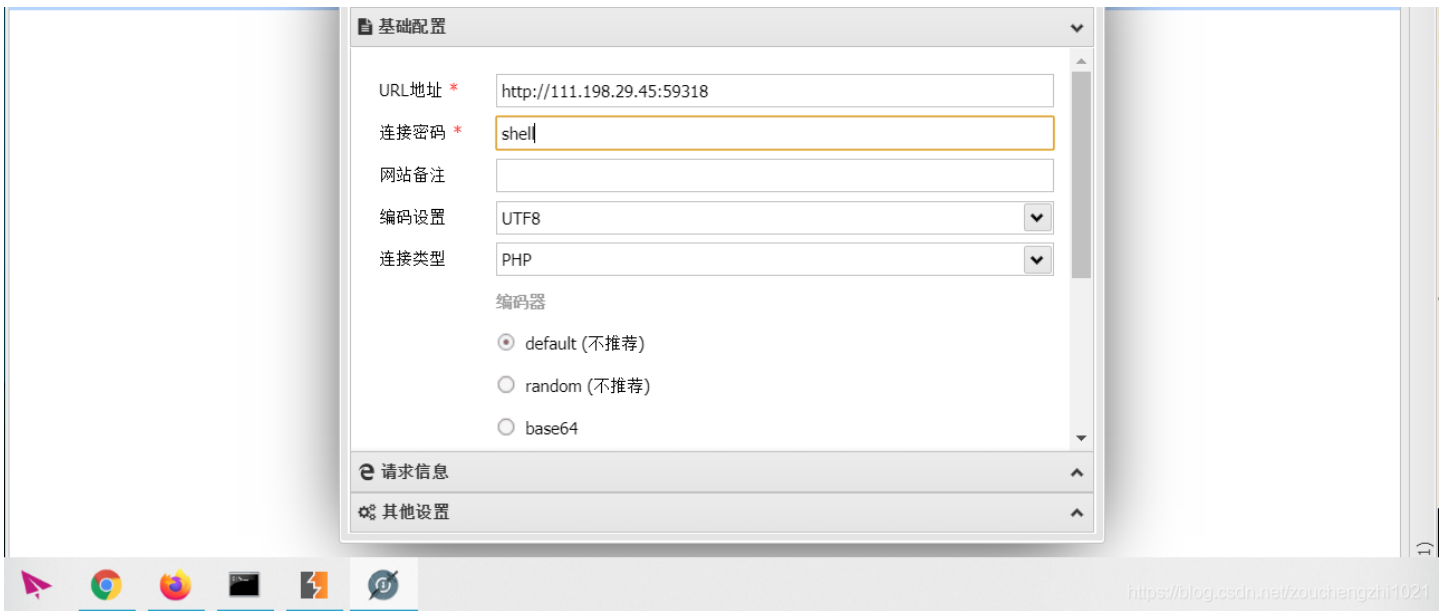 基础配置
URL地址 *
http://111.198.29.45:59318
连接密码 *
shell
网站备注
编码设置
UTF8
连接类型
PHP
编码器
default (不推荐)
random (不推荐)
base64
请求信息
其他设置
1)
https://blog.csdn.net/zouchengzhi1021